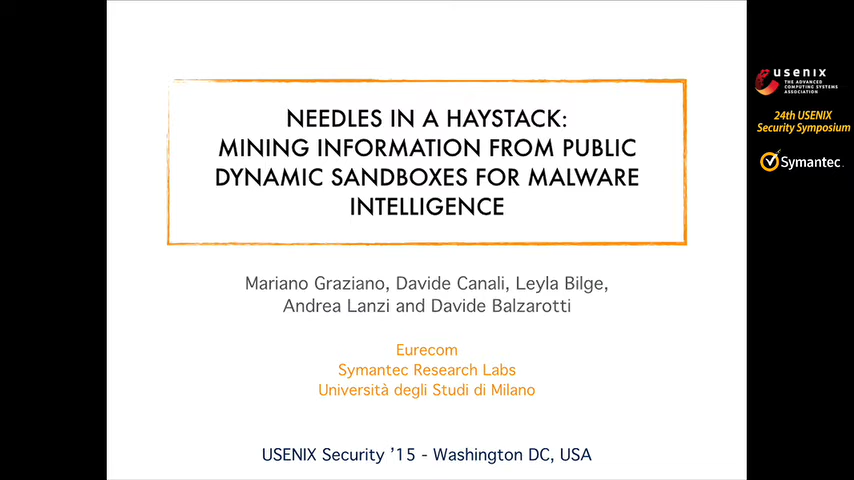 NEEDLES IN A HAYSTACK:
MINING INFORMATION FROM PUBLIC
DYNAMIC SANDBOXES FOR MALWARE
INTELLIGENCE
Mariano Graziano, Davide Canali, Leyla Bilge,
Andrea Lanzi and Davide Balzarotti
Eurecom
Symantec Research Labs
Università degli Studi di Milano
USENIX Security ’15 - Washington DC, USA
usenix
THE ADVANCED
COMPUTING SYSTEMS
ASSOCIATION
24th USENIX
Security Symposium
Symantec.